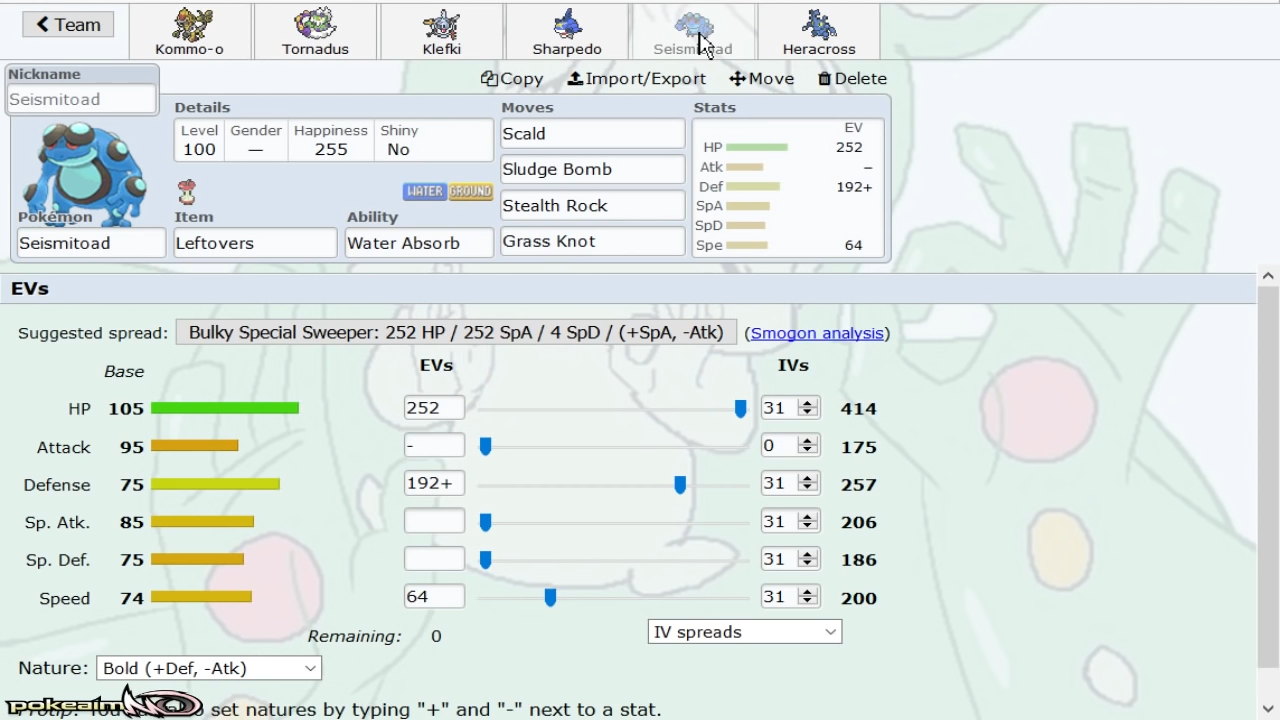 Team
Kommo-o
Tornadus
Klefki
Sharpedo
Seismitoad
Heracross
Copy
Import/Export
Move
Delete
Nickname
Seismitoad
Pokémon
Seismitoad
Details
Level
100
Gender
—
Happiness
255
Shiny
No
WATER GROUND
Item
Leftovers
Ability
Water Absorb
Moves
Scald
Sludge Bomb
Stealth Rock
Grass Knot
Stats
EV
HP 252
Atk –
Def 192+
SpA
SpD
Spe 64
EVs
Suggested spread: Bulky Special Sweeper: 252 HP / 252 SpA / 4 SpD / (+SpA, -Atk) (Smogon analysis)
Base EVs IVs
HP 105 252 31 414
Attack 95 - 0 175
Defense 75 192+ 31 257
Sp. Atk. 85 31 206
Sp. Def. 75 31 186
Speed 74 64 31 200
Remaining: 0
IV spreads
Nature: Bold (+Def, -Atk)
pokeaim
set natures by typing "+" and "-" next to a stat.